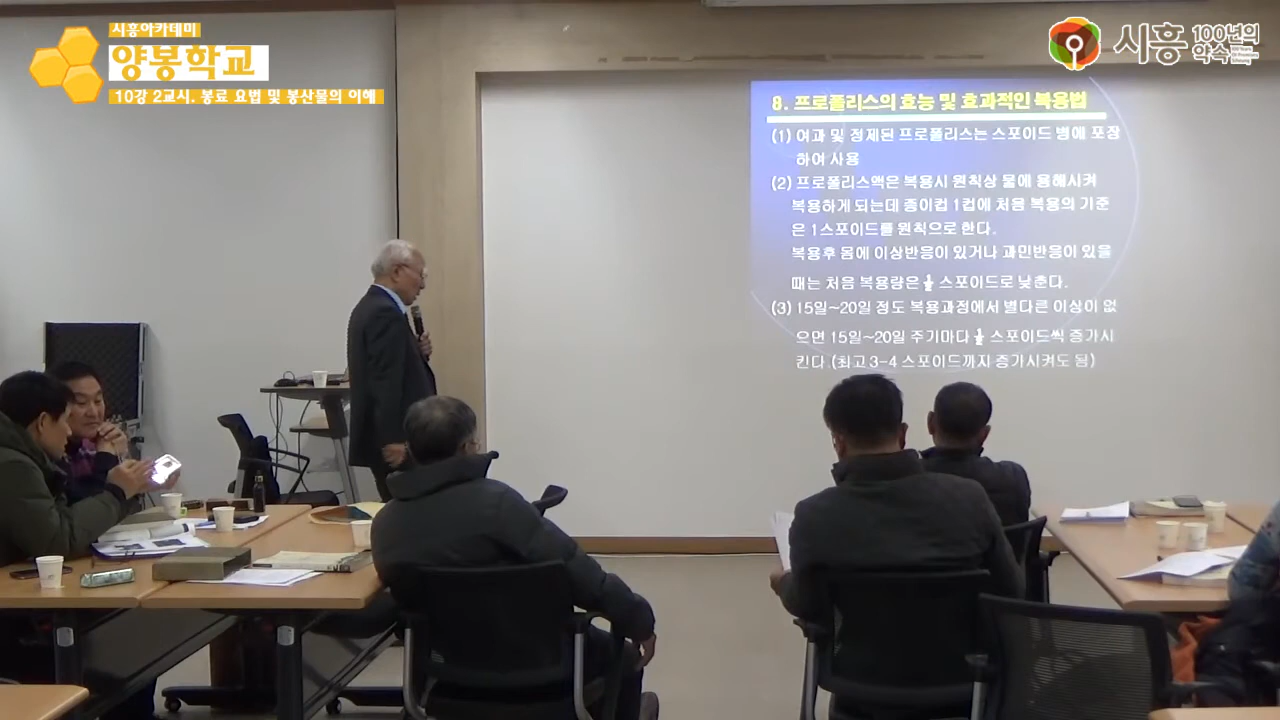 시흥아카데미
양봉학교
10강 2교시. 봉료 요법 및 봉산물의 이해
시흥 100년의 약속
8. 프로폴리스의 효능 및 효과적인 복용법
(1) 여과 및 정제된 프로폴리스는 스포이드 병에 포장
하여 사용
(2) 프로폴리스액은 복용시 원칙상 물에 용해시켜
복용하게 되는데 종이컵 1컵에 처음 복용의 기준
은 1스포이드를 원칙으로 한다.
복용후 몸에 이상반응이 있거나 과민반응이 있을
때는 처음 복용량은 ½ 스포이드로 낮춘다.
(3) 15일~20일 정도 복용과정에서 별다른 이상이 없
으면 15일~20일 주기마다 ½ 스포이드씩 증가시
킨다.(최고 3-4 스포이드까지 증가시켜도 됨)